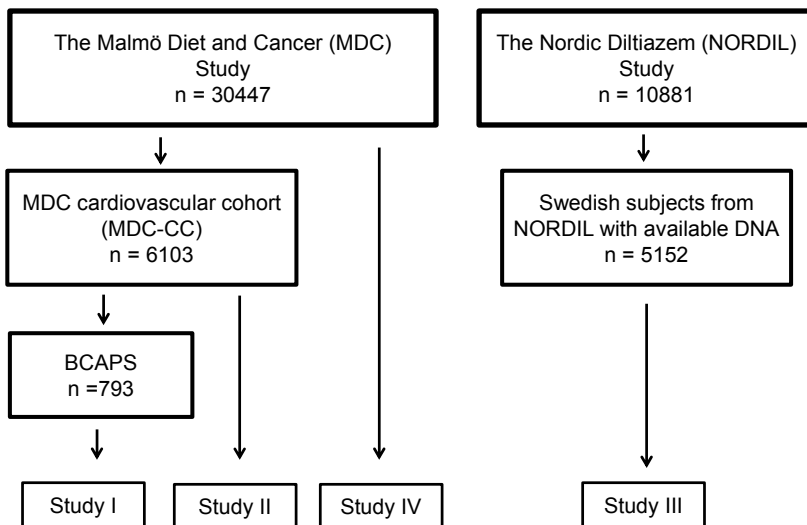 The Malmö Diet and Cancer (MDC)
Study
n = 30447
The Nordic Diltiazem (NORDIL)
Study
n = 10881
MDC cardiovascular cohort
(MDC-CC)
n = 6103
Swedish subjects from
NORDIL with available DNA
n = 5152
BCAPS
n =793
Study I
Study II
Study IV
Study III